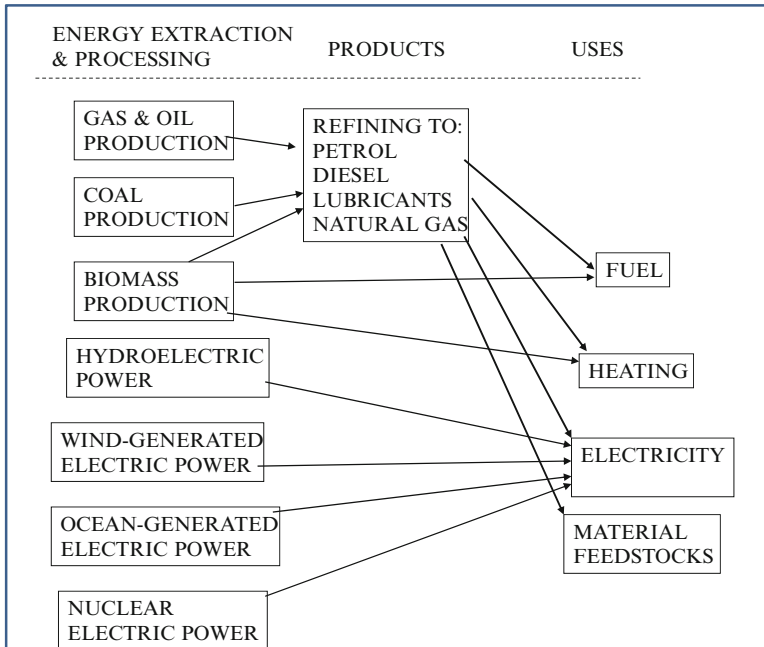 ENERGY EXTRACTION
& PROCESSING
PRODUCTS
USES
GAS & OIL
PRODUCTION
COAL
PRODUCTION
BIOMASS
PRODUCTION
HYDROELECTRIC
POWER
WIND-GENERATED
ELECTRIC POWER
OCEAN-GENERATED
ELECTRIC POWER
NUCLEAR
ELECTRIC POWER
REFINING TO:
PETROL
DIESEL
LUBRICANTS
NATURAL GAS
FUEL
HEATING
ELECTRICITY
MATERIAL
FEEDSTOCKS